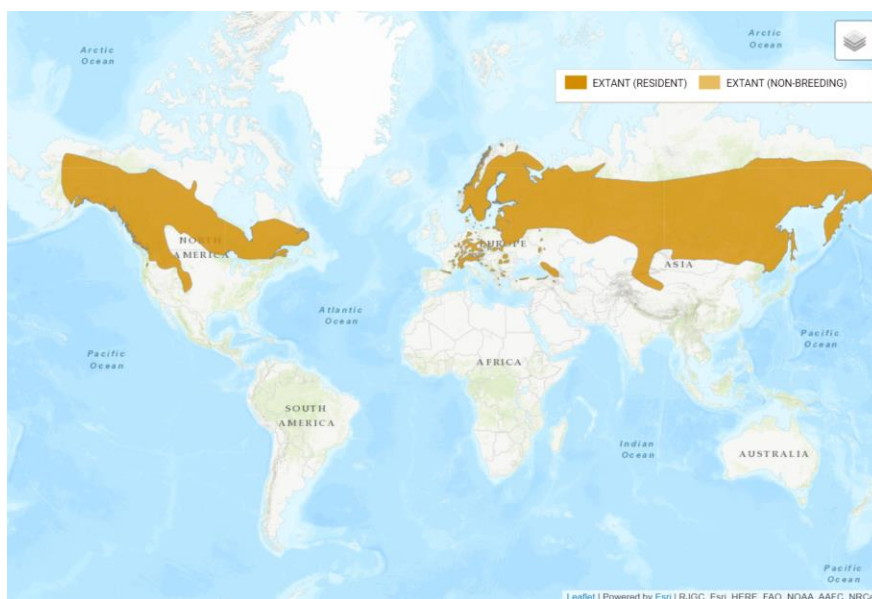 Arctic
Ocean
Arctic
Ocean
EXTANT (RESIDENT)
EXTANT (NON-BREEDING)
NORTH
AMERICA
EUROPE
ASIA
Atlantic
Ocean
Pacific
Ocean
Pacific
Ocean
AFRICA
SOUTH
AMERICA
Indian
Ocean
AUSTRALIA
Pacific
Ocean
Leaflet | Powered by Esri | RJGC, Esri, HERE, FAO, NOAA, AAFC, NRCa